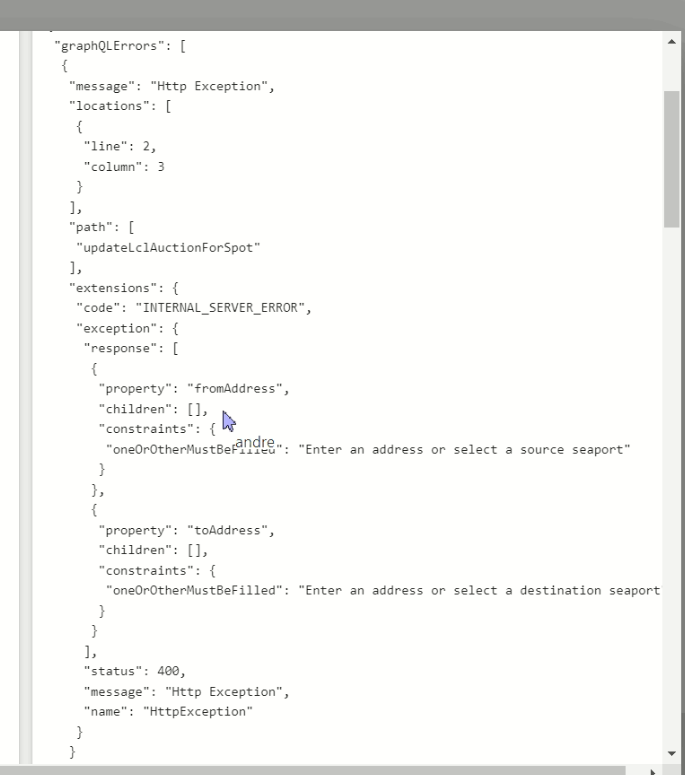 "graphQLErrors": [
{
"message": "Http Exception",
"locations": [
{
"line": 2,
"column": 3
}
],
"path": [
"updateLclAuctionForSpot"
],
"extensions": {
"code": "INTERNAL_SERVER_ERROR",
"exception": {
"response": [
{
"property": "fromAddress",
"children": [],
"constraints": {
andre
"oneOrOtherMustBeFilled": "Enter an address or select a source seaport"
}
},
{
"property": "toAddress",
"children": [],
"constraints": {
"oneOrOtherMustBeFilled": "Enter an address or select a destination seaport
}
}
],
"status": 400,
"message": "Http Exception",
"name": "HttpException"
}
}